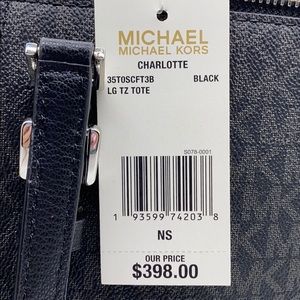 MICHAEL
MICHAEL KORS
CHARLOTTE
35T0SCFT3B BLACK
LG TZ TOTE
S078-0001
1 93599 74203 8
NS
OUR PRICE
$398.00